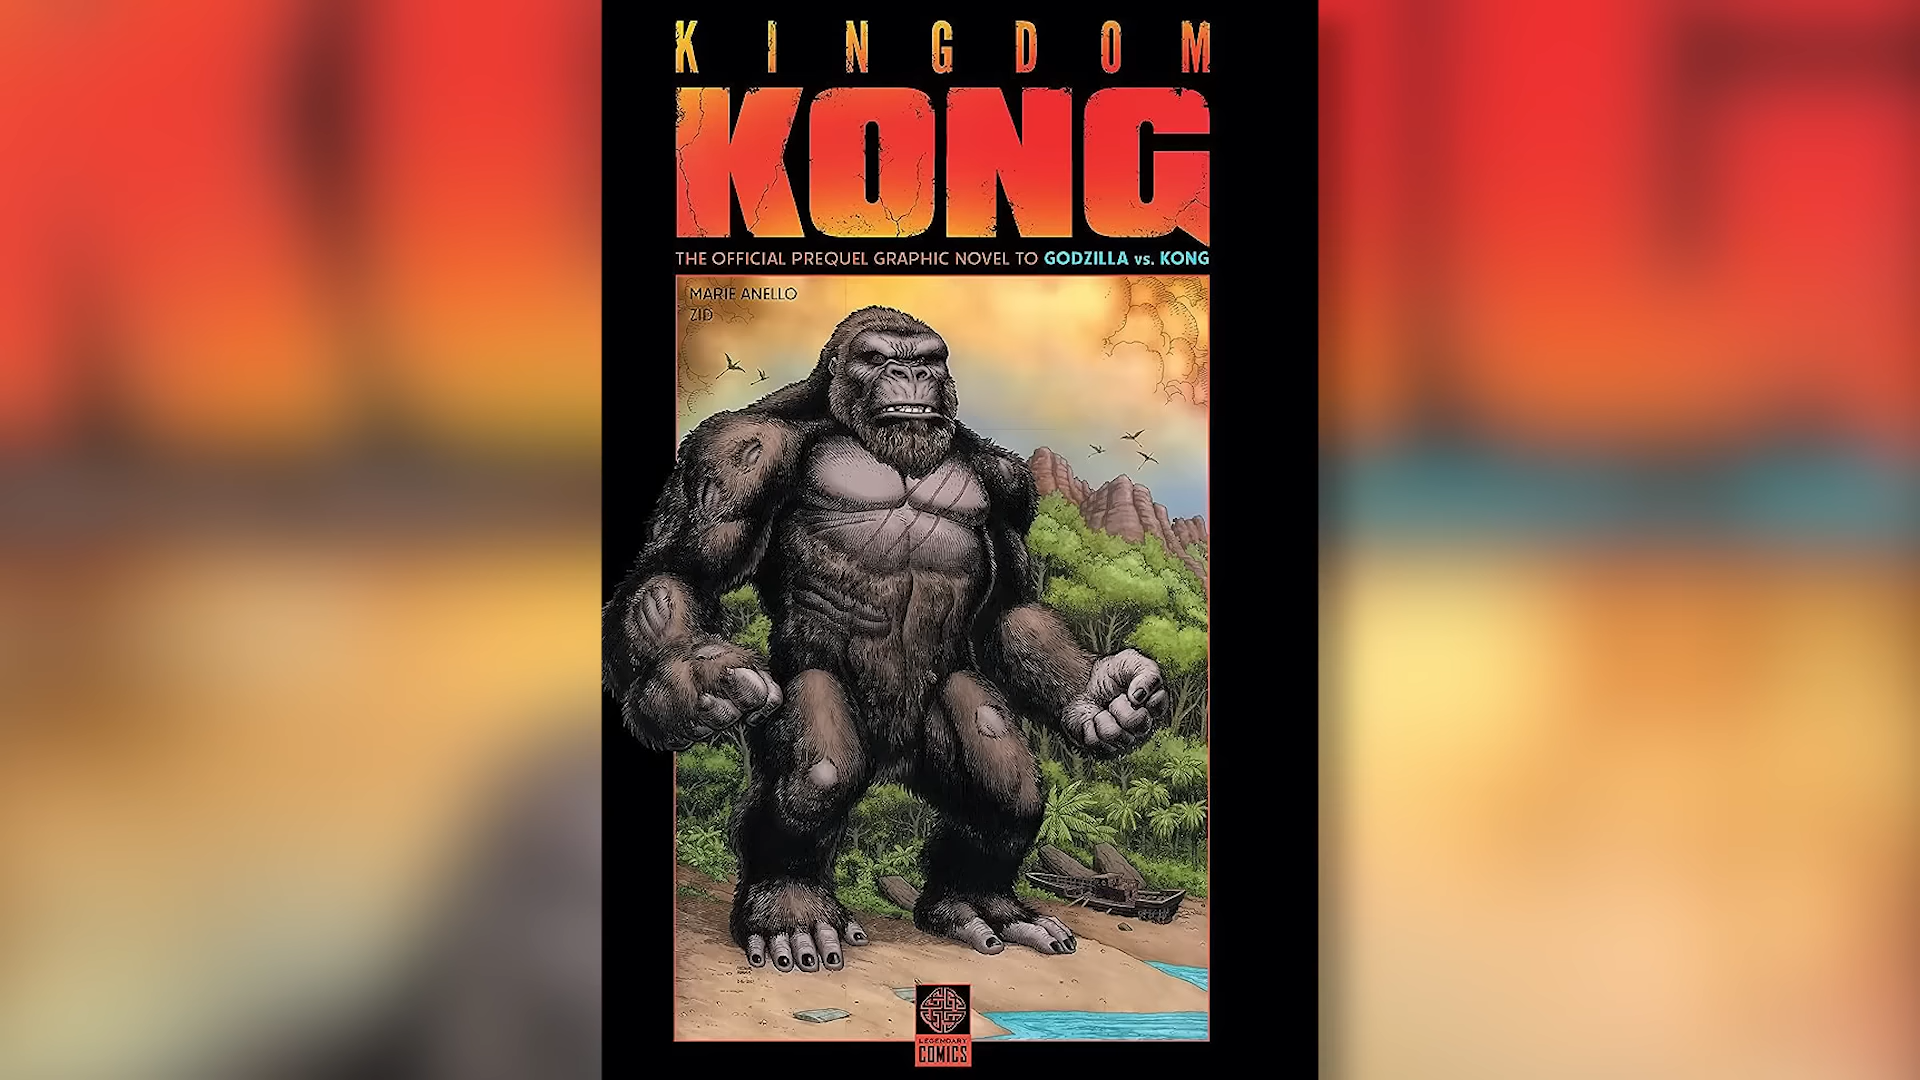 KINGDOM
KONG
THE OFFICIAL PREQUEL GRAPHIC NOVEL TO GODZILLA vs. KONG
MARIE ANELLO
ZID
LEGENDARY
COMICS